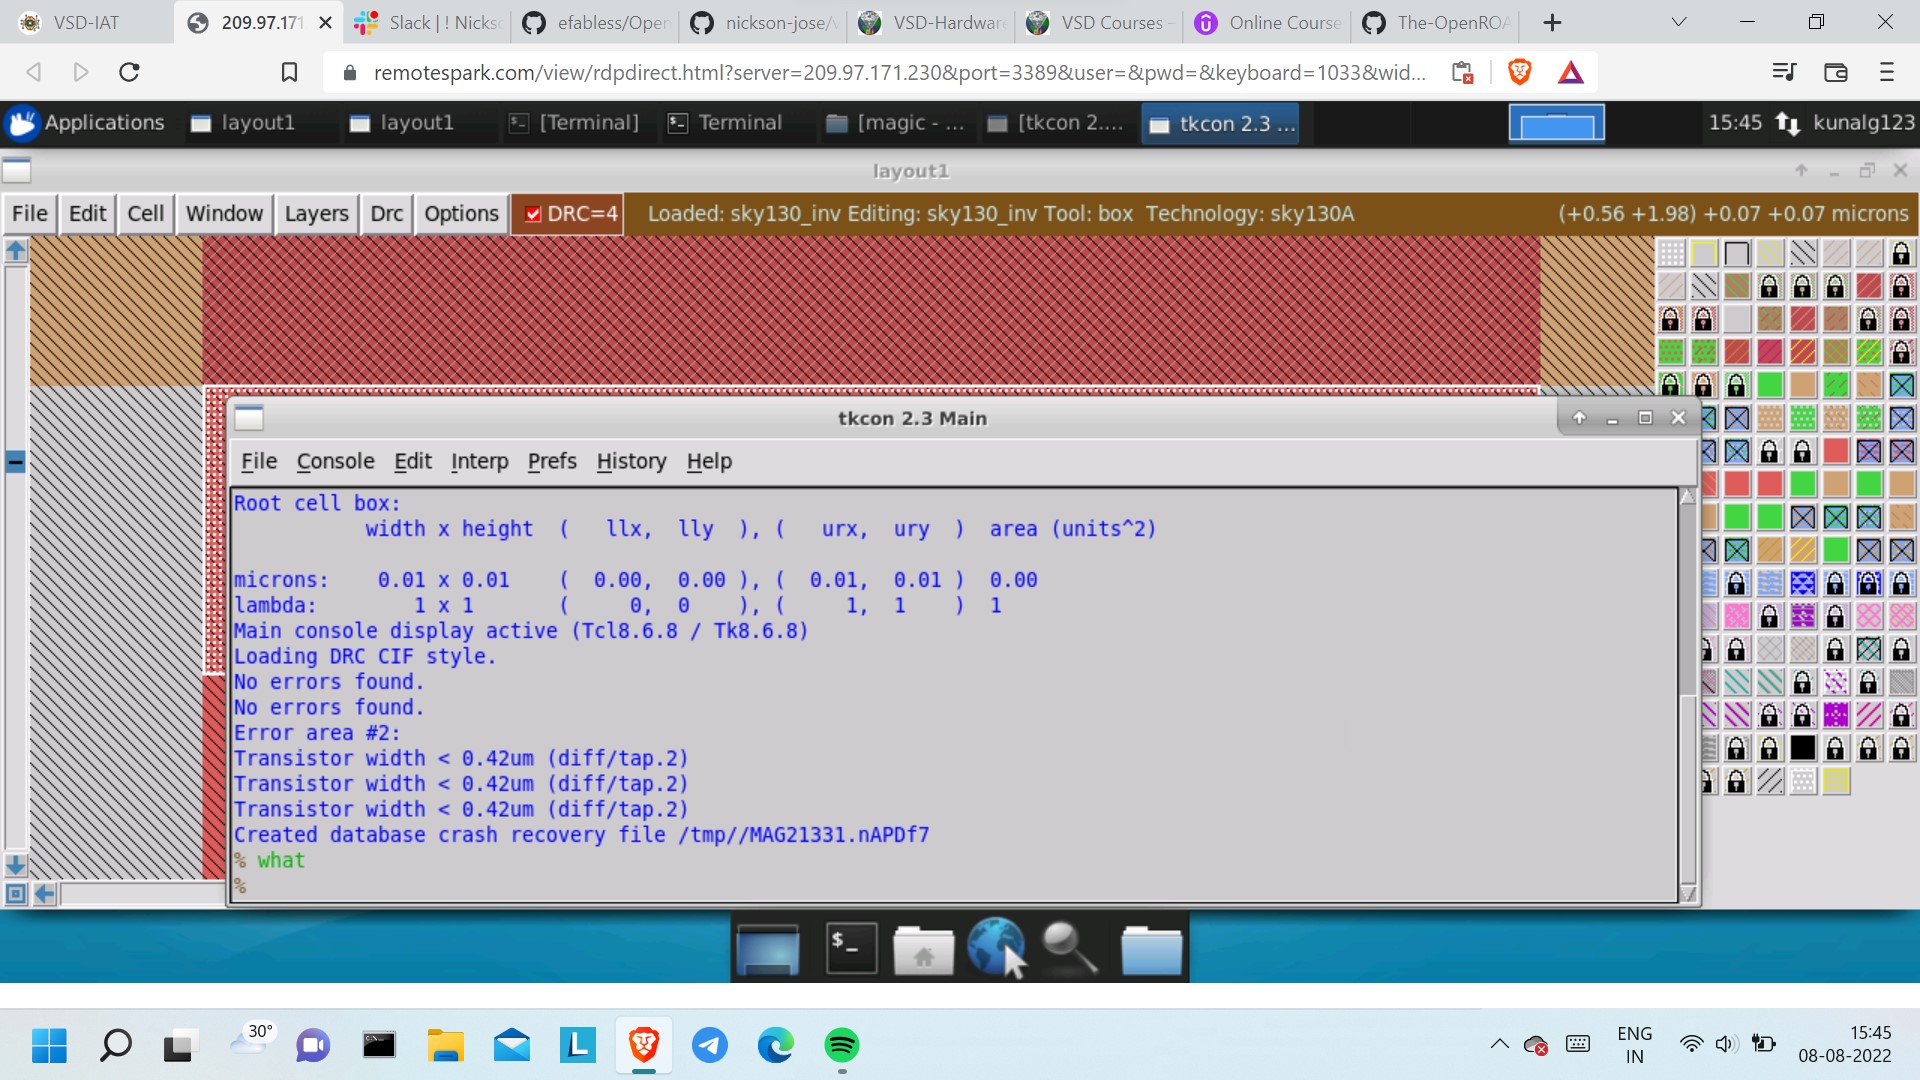 VSD-IAT
209.97.171
Slack | ! Nickso
efabless/Open
nickson-jose/v
VSD-Hardware
VSD Courses -
Online Course
The-OpenROA
remotespark.com/view/rdpdirect.html?server=209.97.171.230&port=3389&user=&pwd=&keyboard=1033&wid...
Applications
layout1
layout1
[Terminal]
Terminal
[magic - ...
[tkcon 2....
tkcon 2.3 ...
15:45
kunalg123
layout1
File Edit Cell Window Layers Drc Options
DRC=4
Loaded: sky130_inv Editing: sky130_inv Tool: box Technology: sky130A
(+0.56 +1.98) +0.07 +0.07 microns
tkcon 2.3 Main
File Console Edit Interp Prefs History Help
Root cell box:
width x height ( llx, lly ), ( urx, ury ) area (units^2)
microns: 0.01 x 0.01 ( 0.00, 0.00 ), ( 0.01, 0.01 ) 0.00
lambda: 1 x 1 ( 0, 0 ), ( 1, 1 ) 1
Main console display active (Tcl8.6.8 / Tk8.6.8)
Loading DRC CIF style.
No errors found.
No errors found.
Error area #2:
Transistor width < 0.42um (diff/tap.2)
Transistor width < 0.42um (diff/tap.2)
Transistor width < 0.42um (diff/tap.2)
Created database crash recovery file /tmp//MAG21331.nAPDf7
% what
%
$_
30°
L
ENG
IN
15:45
08-08-2022